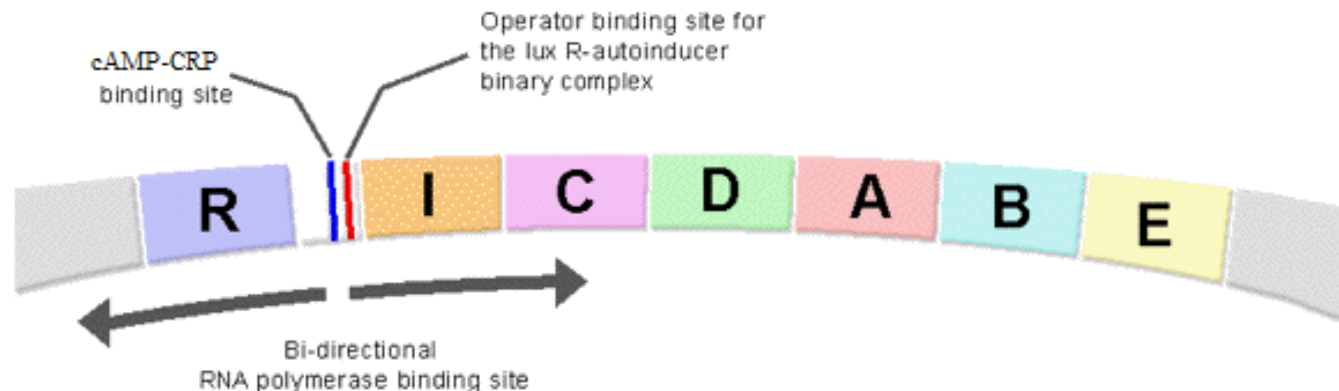 cAMP-CRP
binding site
Operator binding site for
the lux R-autoinducer
binary complex
R I C D A B E
Bi-directional
RNA polymerase binding site